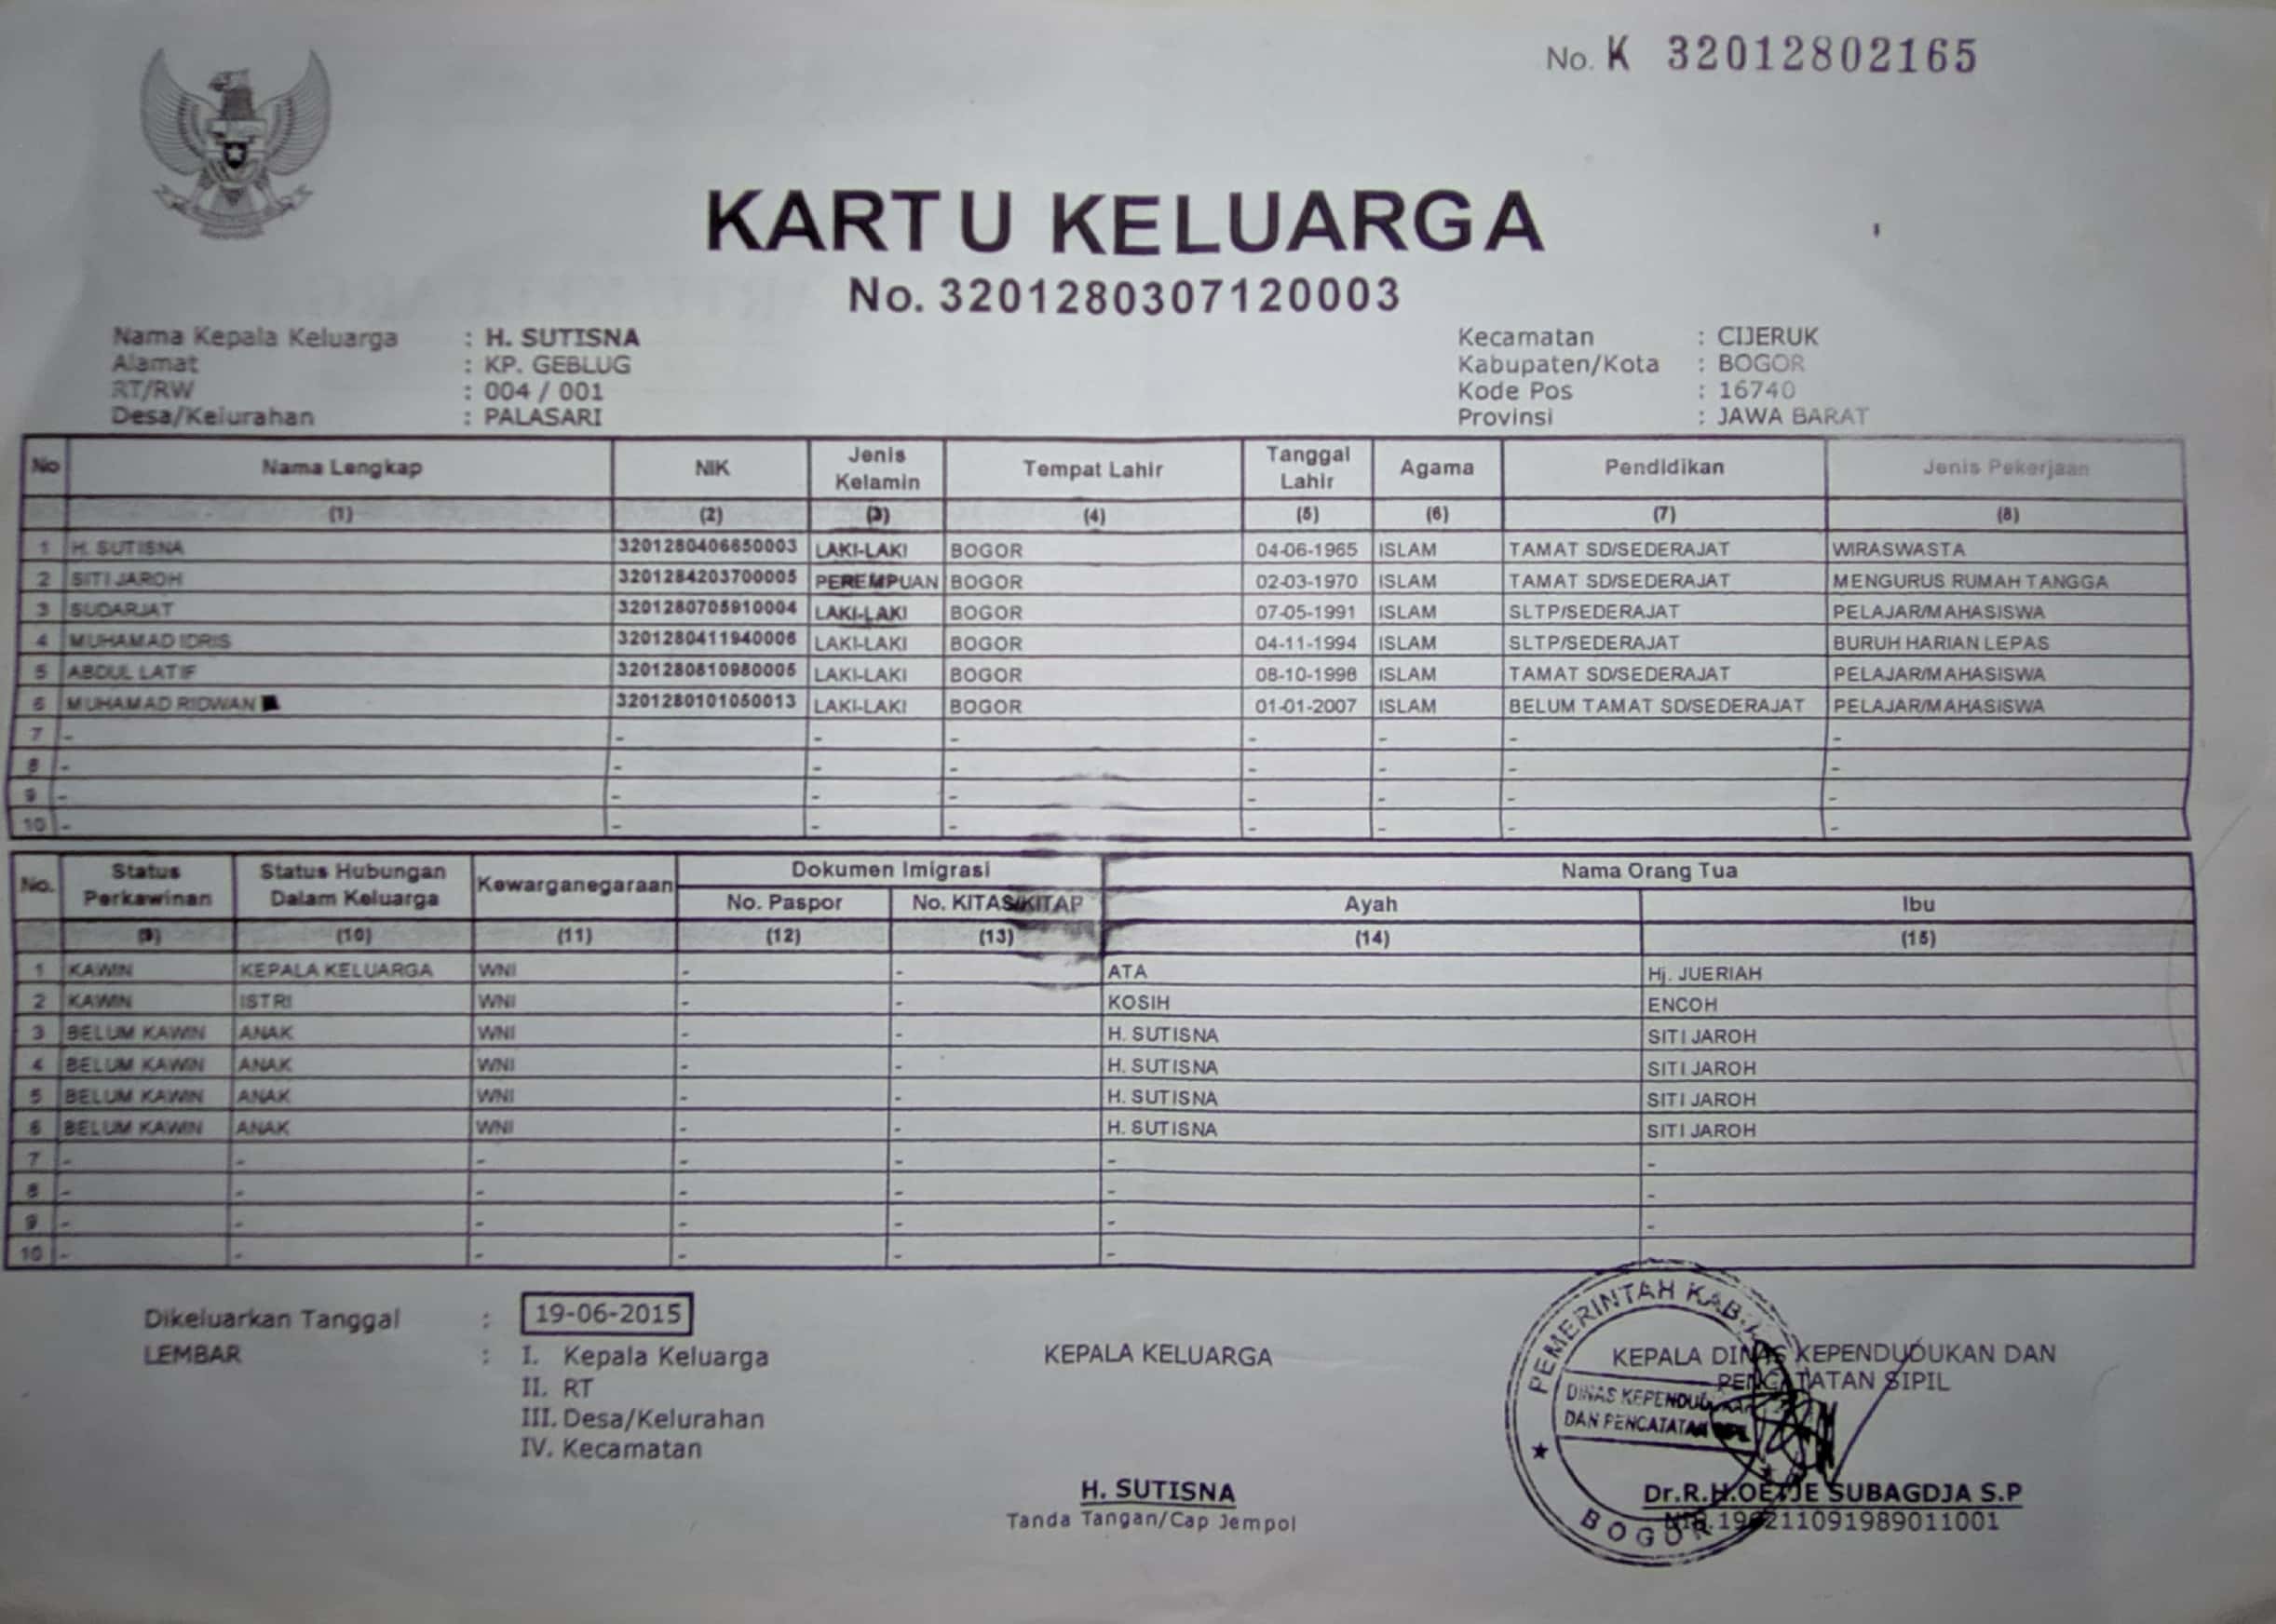 No. K 32012802165
KARTU KELUARGA
No. 3201280307120003
Nama Kepala Keluarga : H. SUTISNA
Alamat : KP. GEBLUG
RT/RW : 004 / 001
Desa/Kelurahan : PALASARI
Kecamatan : CIJERUK
Kabupaten/Kota : BOGOR
Kode Pos : 16740
Provinsi : JAWA BARAT
No Nama Lengkap NIK Jenis Kelamin Tempat Lahir Tanggal Lahir Agama Pendidikan Jenis Pekerjaan
(1) (2) (3) (4) (5) (6) (7) (8)
1 H. SUTISNA 3201280406650003 LAKI-LAKI BOGOR 04-06-1965 ISLAM TAMAT SD/SEDERAJAT WIRASWASTA
2 SITI JAROH 3201284203700005 PEREMPUAN BOGOR 02-03-1970 ISLAM TAMAT SD/SEDERAJAT MENGURUS RUMAH TANGGA
3 SUDARJAT 3201280705910004 LAKI-LAKI BOGOR 07-05-1991 ISLAM SLTP/SEDERAJAT PELAJAR/MAHASISWA
4 MUHAMAD IDRIS 3201280411940006 LAKI-LAKI BOGOR 04-11-1994 ISLAM SLTP/SEDERAJAT BURUH HARIAN LEPAS
5 ABDUL LATIF 3201280810980005 LAKI-LAKI BOGOR 08-10-1998 ISLAM TAMAT SD/SEDERAJAT PELAJAR/MAHASISWA
6 MUHAMAD RIDWAN 3201280101050013 LAKI-LAKI BOGOR 01-01-2007 ISLAM BELUM TAMAT SD/SEDERAJAT PELAJAR/MAHASISWA
7 - - - - - - - -
8 - - - - - - - -
9 - - - - - - - -
10 - - - - - - - -
No. Status Perkawinan Status Hubungan Dalam Keluarga Kewarganegaraan Dokumen Imigrasi Nama Orang Tua
No. Paspor No. KITAS/KITAP Ayah Ibu
(9) (10) (11) (12) (13) (14) (15)
1 KAWIN KEPALA KELUARGA WNI - - ATA Hj. JUERIAH
2 KAWIN ISTRI WNI - - KOSIH ENCOH
3 BELUM KAWIN ANAK WNI - - H. SUTISNA SITI JAROH
4 BELUM KAWIN ANAK WNI - - H. SUTISNA SITI JAROH
5 BELUM KAWIN ANAK WNI - - H. SUTISNA SITI JAROH
6 BELUM KAWIN ANAK WNI - - H. SUTISNA SITI JAROH
7 - - - - - - -
8 - - - - - - -
9 - - - - - - -
10 - - - - - -
Dikeluarkan Tanggal : 19-06-2015
LEMBAR : I. Kepala Keluarga
II. RT
III. Desa/Kelurahan
IV. Kecamatan
KEPALA KELUARGA
H. SUTISNA
Tanda Tangan/Cap Jempol
KEPALA DINAS KEPENDUDUKAN DAN
PENCATATAN SIPIL
PEMERINTAH KAB.
DINAS KEPENDUDUKAN
DAN PENCATATAN
BOGOR
Dr.R.H.OETJE SUBAGDJA S.P
NIP.196211091989011001